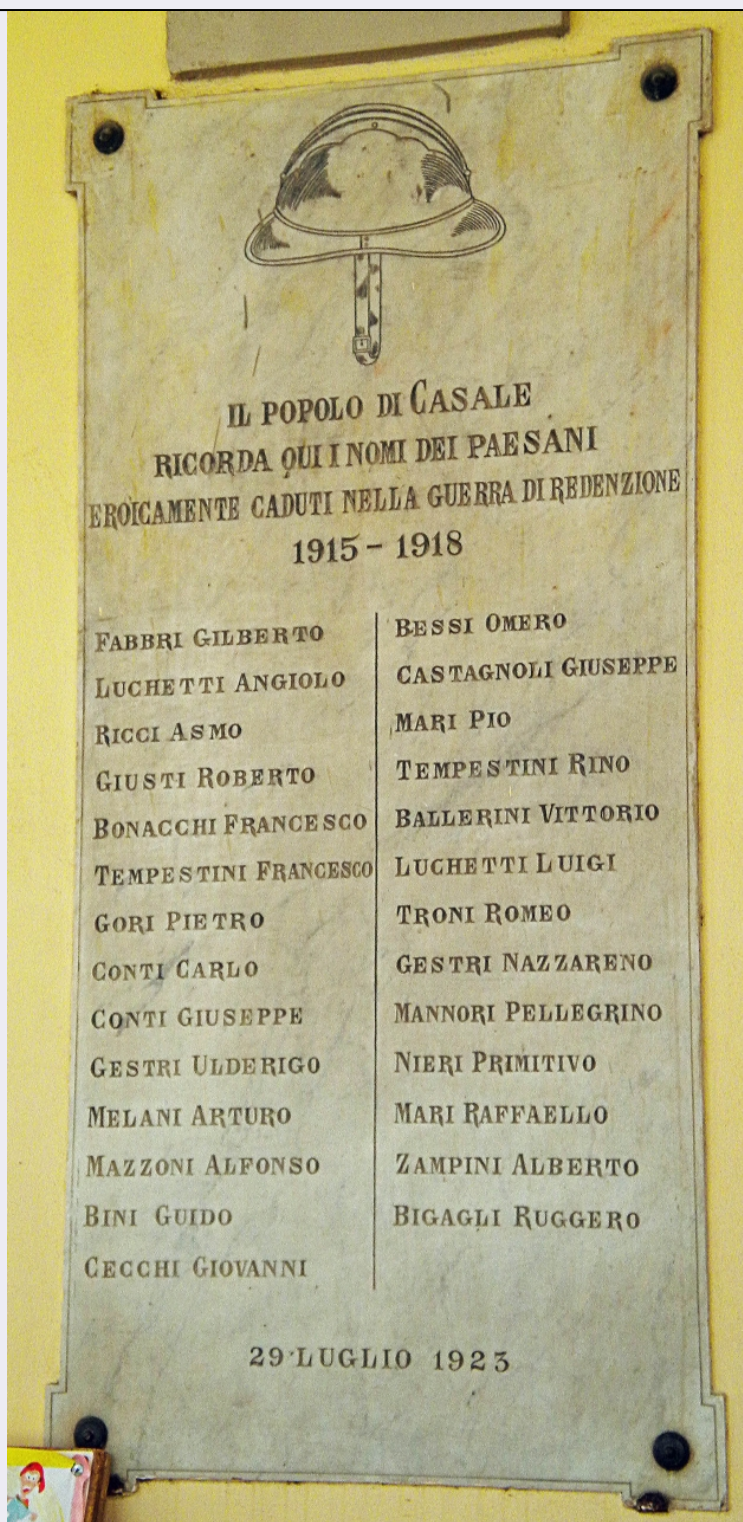 IL POPOLO DI CASALE
RICORDA QUI I NOMI DEI PAESANI
EROICAMENTE CADUTI NELLA GUERRA DI REDENZIONE
1915 - 1918
FABBRI GILBERTO
LUCHETTI ANGIOLO
RICCI ASMO
GIUSTI ROBERTO
BONACCHI FRANCESCO
TEMPESTINI FRANCESCO
GORI PIETRO
CONTI CARLO
CONTI GIUSEPPE
GESTRI ULDERIGO
MELANI ARTURO
MAZZONI ALFONSO
BINI GUIDO
CECCHI GIOVANNI
BESSI OMERO
CASTAGNOLI GIUSEPPE
MARI PIO
TEMPESTINI RINO
BALLERINI VITTORIO
LUCHETTI LUIGI
TRONI ROMEO
GESTRI NAZZARENO
MANNORI PELLEGRINO
NIERI PRIMITIVO
MARI RAFFAELLO
ZAMPINI ALBERTO
BIGAGLI RUGGERO
29·LUGLIO 1923